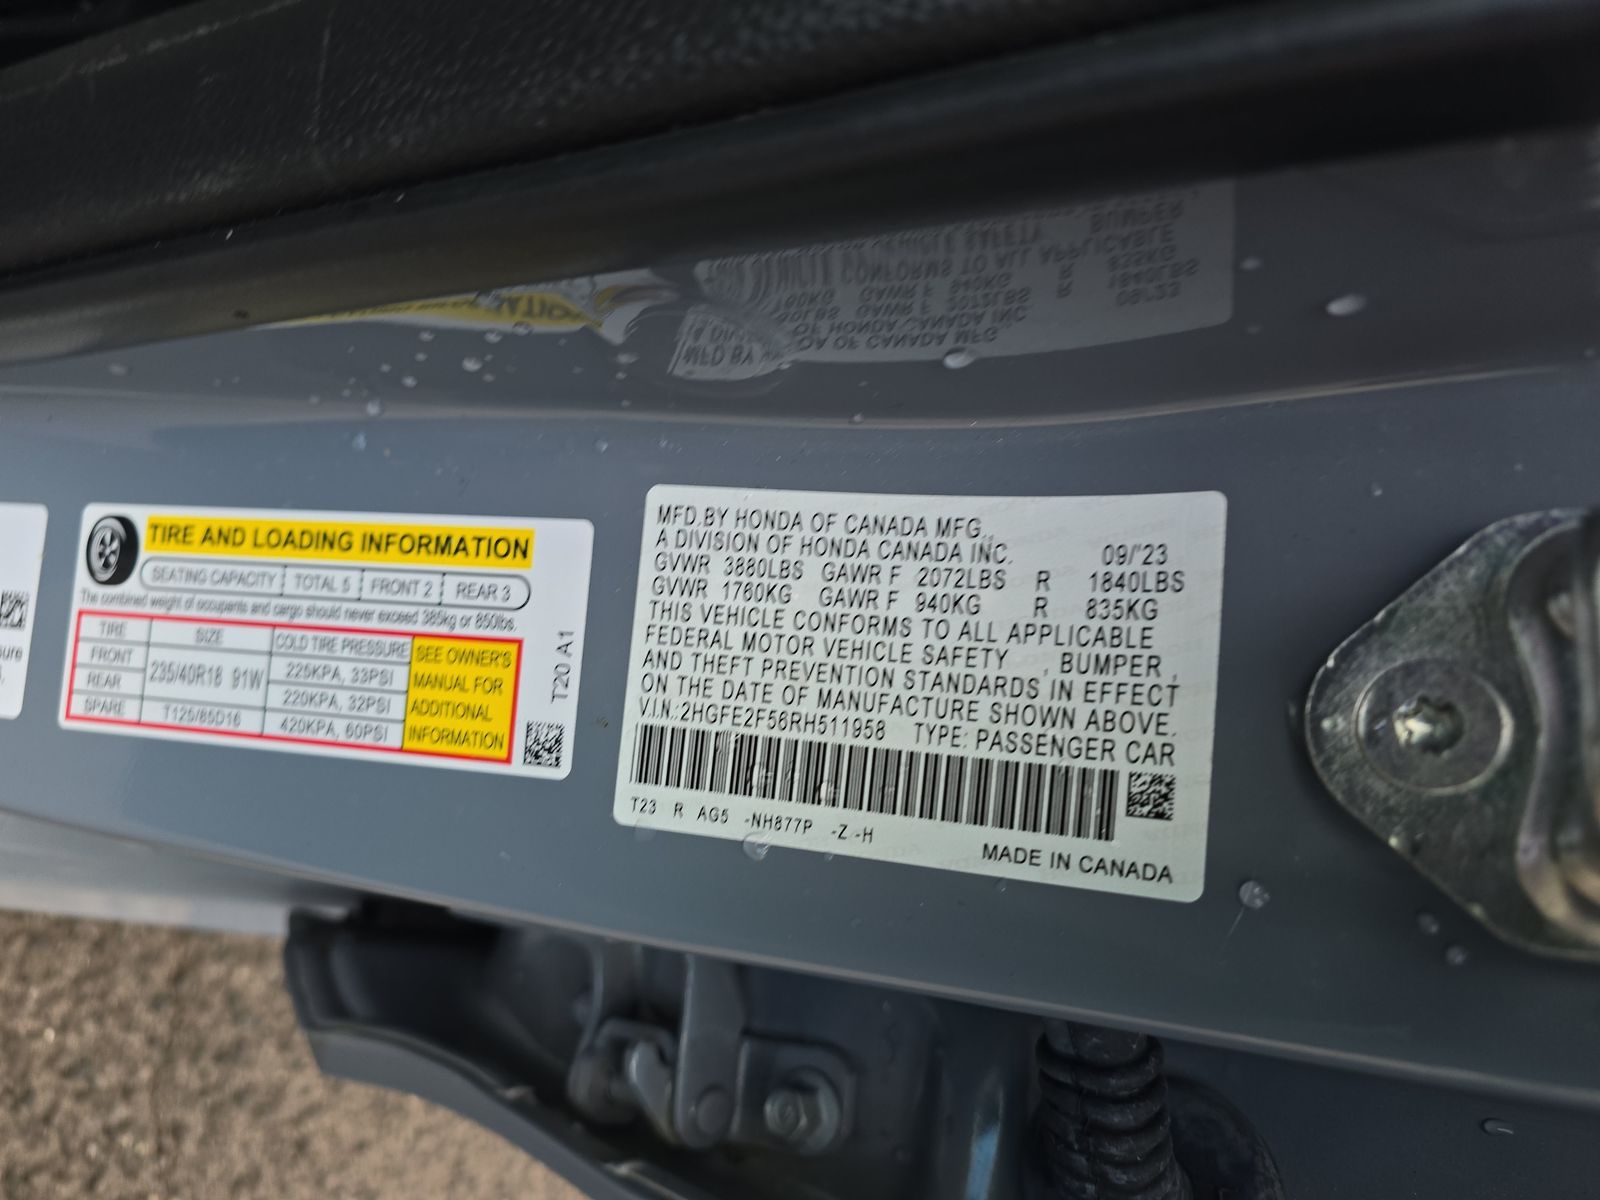 TIRE AND LOADING INFORMATION
SEATING CAPACITY TOTAL 5 FRONT 2 REAR 3
The combined weight of occupants and cargo should never exceed 385kg or 850lbs.
TIRE SIZE COLD TIRE PRESSURE
FRONT 235/40R18 91W 225KPA, 33PSI
REAR 220KPA, 32PSI
SPARE T125/85D16 420KPA, 60PSI
SEE OWNER'S
MANUAL FOR
ADDITIONAL
INFORMATION
T20 A1
MFD.BY HONDA OF CANADA MFG.,
A DIVISION OF HONDA CANADA INC. 09/'23
GVWR 3880LBS GAWR F 2072LBS R 1840LBS
GVWR 1760KG GAWR F 940KG R 835KG
THIS VEHICLE CONFORMS TO ALL APPLICABLE
FEDERAL MOTOR VEHICLE SAFETY , BUMPER ,
AND THEFT PREVENTION STANDARDS IN EFFECT
ON THE DATE OF MANUFACTURE SHOWN ABOVE.
V.I.N.:2HGFE2F56RH511958 TYPE: PASSENGER CAR
T23 R AG5 -NH877P -Z -H
MADE IN CANADA